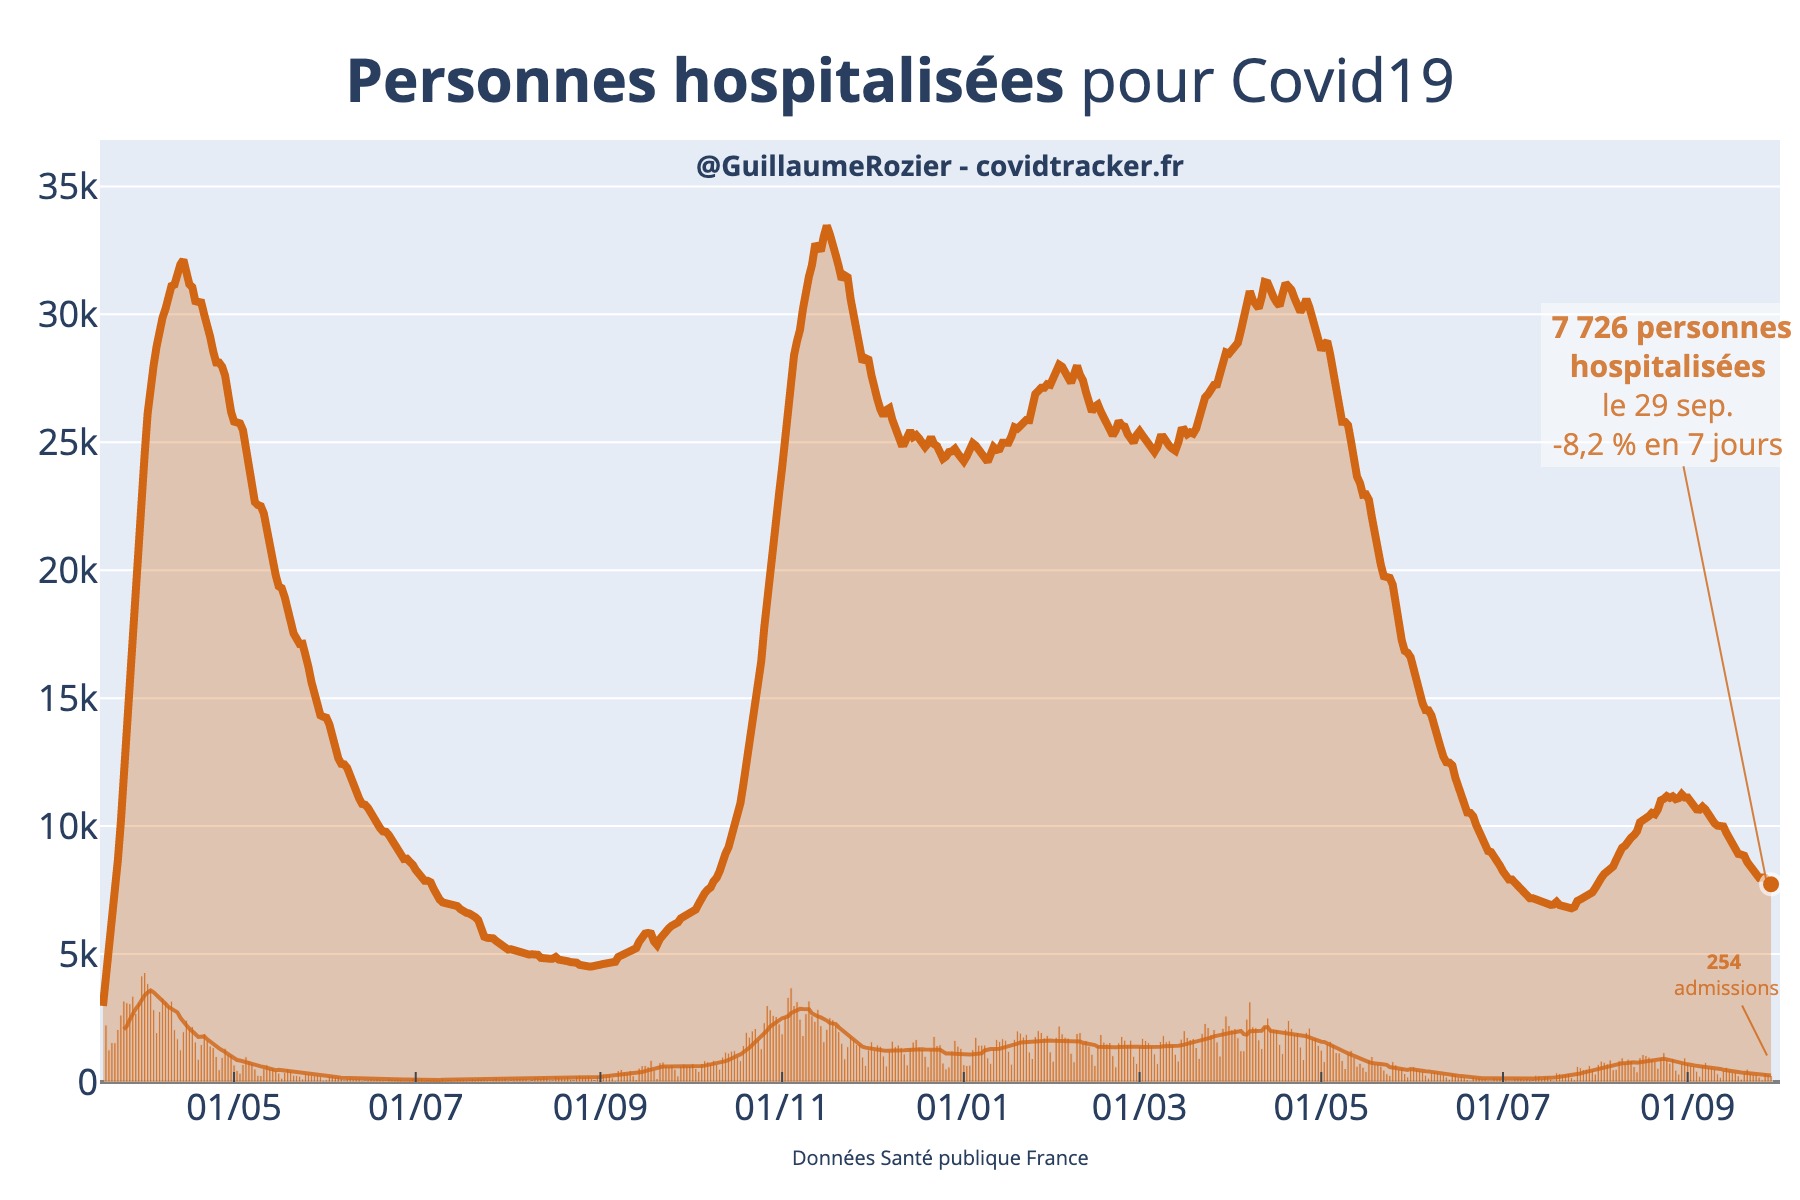 Personnes hospitalisées pour Covid19
@GuillaumeRozier - covidtracker.fr
35k
30k
25k
20k
15k
10k
5k
0
7 726 personnes
hospitalisées
le 29 sep.
-8,2 % en 7 jours
254
admissions
01/05
01/07
01/09
01/11
01/01
01/03
01/05
01/07
01/09
Données Santé publique France